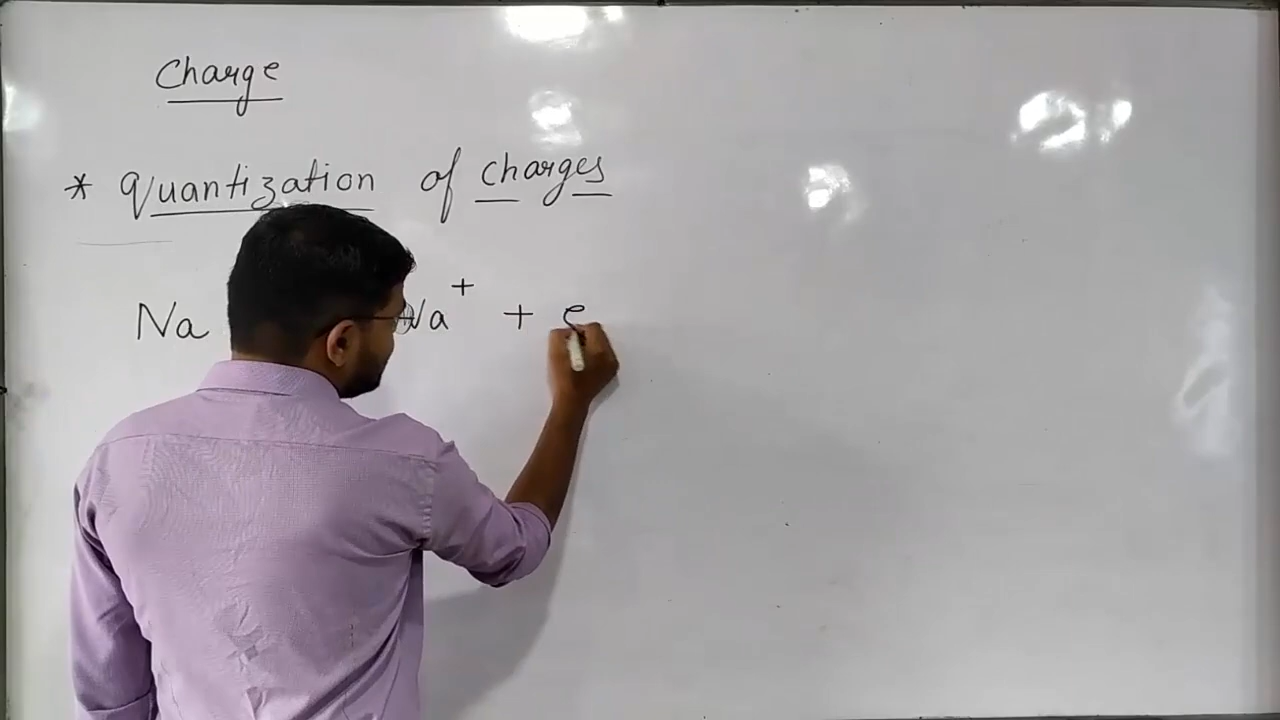 Charge
* Quantization of charges
Na Na⁺ + e